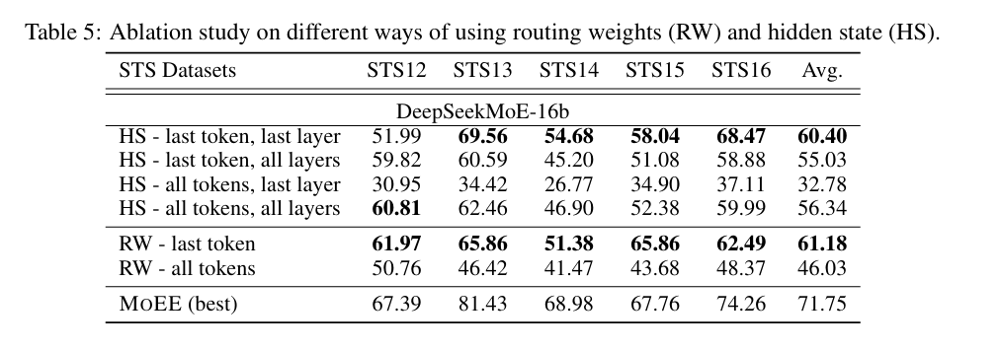 Table 5: Ablation study on different ways of using routing weights (RW) and hidden state (HS).
STS Datasets STS12 STS13 STS14 STS15 STS16 Avg.
DeepSeekMoE-16b
HS - last token, last layer 51.99 69.56 54.68 58.04 68.47 60.40
HS - last token, all layers 59.82 60.59 45.20 51.08 58.88 55.03
HS - all tokens, last layer 30.95 34.42 26.77 34.90 37.11 32.78
HS - all tokens, all layers 60.81 62.46 46.90 52.38 59.99 56.34
RW - last token 61.97 65.86 51.38 65.86 62.49 61.18
RW - all tokens 50.76 46.42 41.47 43.68 48.37 46.03
MOEE (best) 67.39 81.43 68.98 67.76 74.26 71.75